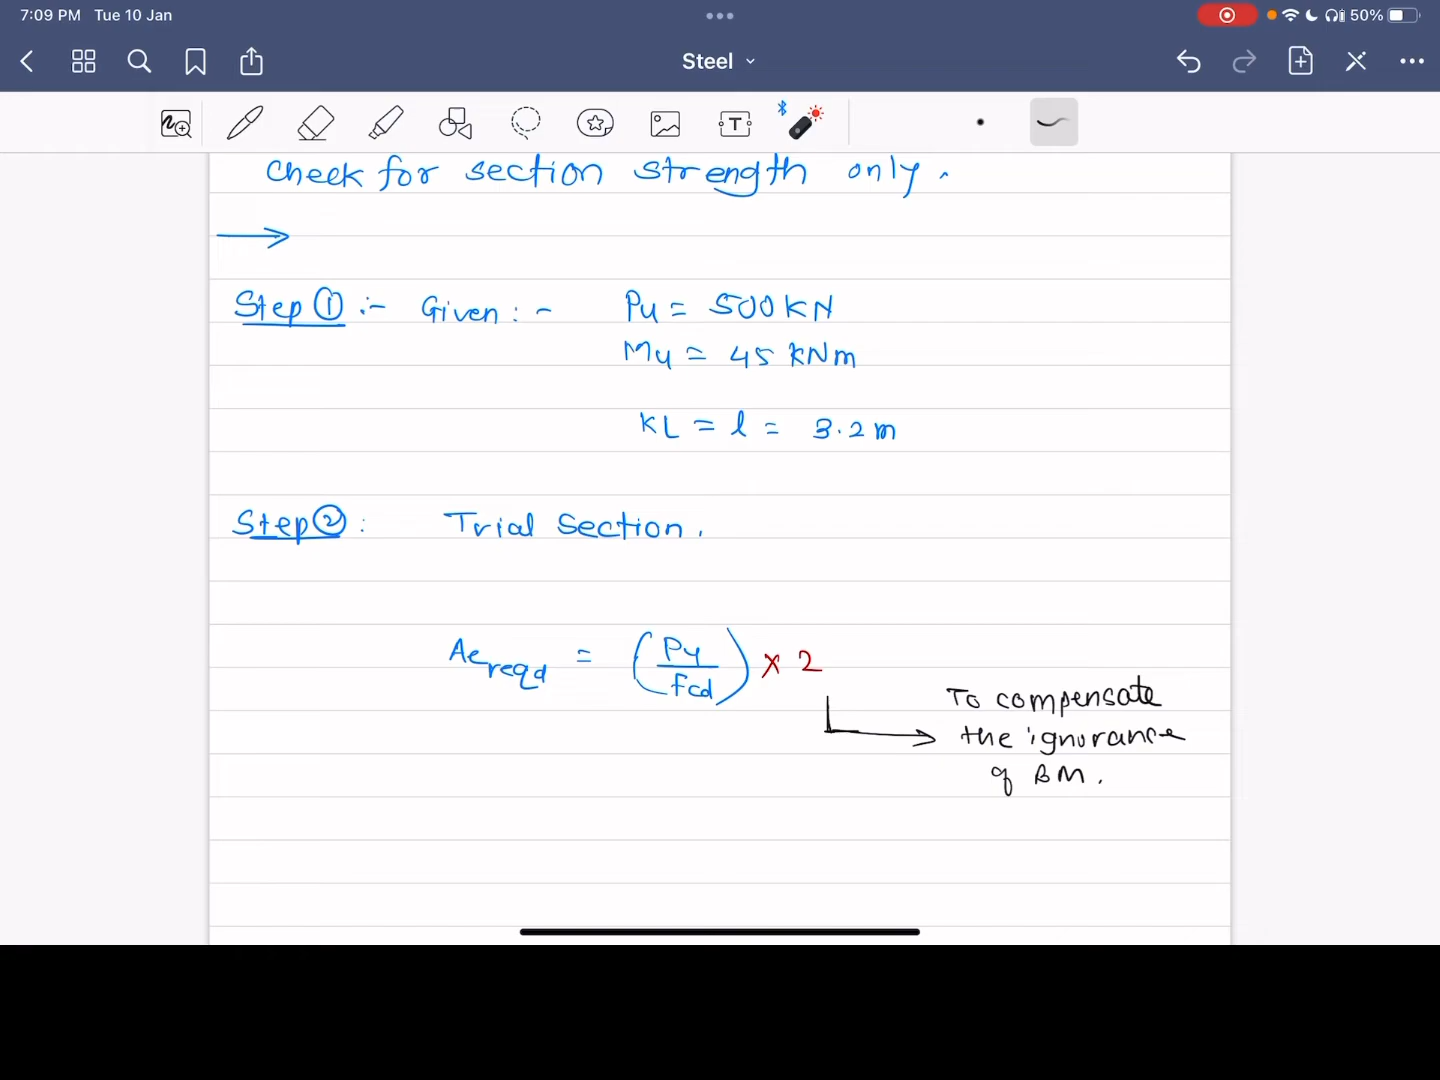 7:09 PM Tue 10 Jan
50%
Steel
T
Check for section strength only.
Step ① :- Given :- Pu = 500 KN
Mu = 45 KNm
KL = l = 3.2 m
Step ② : Trial Section.
Ae reqd = (Pu / Fcd) × 2
To compensate
the ignorance
of BM.